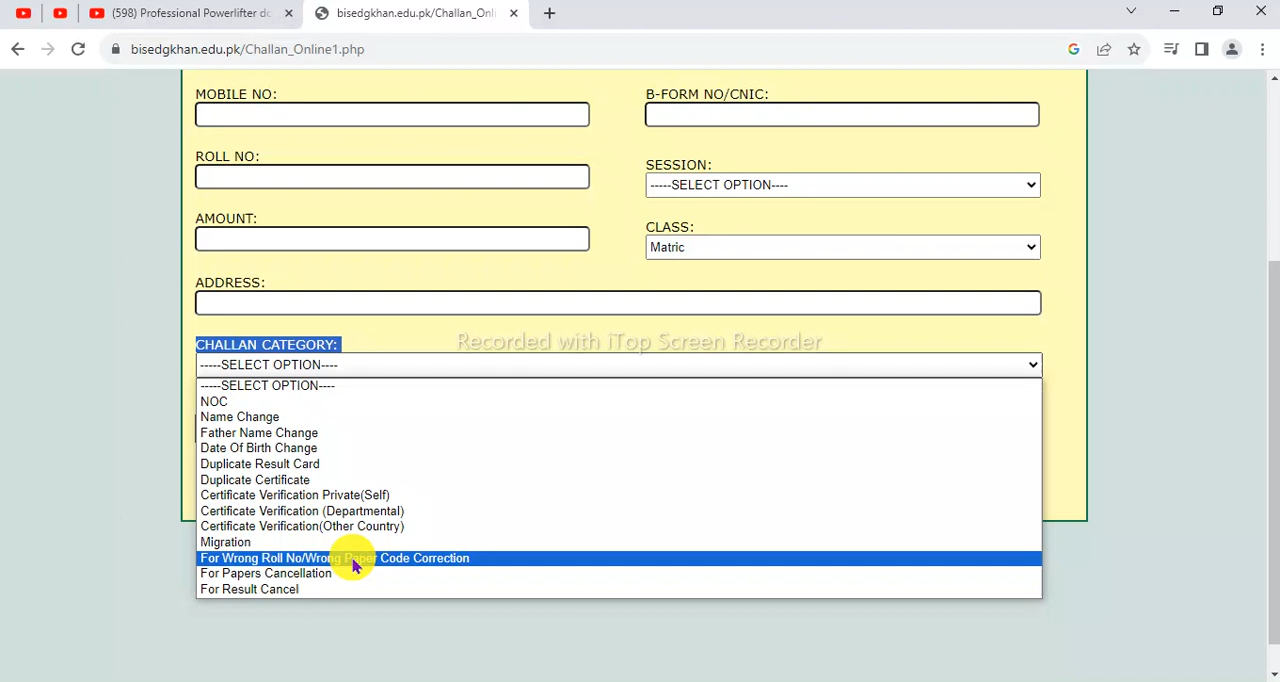 (598) Professional Powerlifter do
bisedgkhan.edu.pk/Challan_Onli
bisedgkhan.edu.pk/Challan_Online1.php
MOBILE NO:
B-FORM NO/CNIC:
ROLL NO:
SESSION:
-----SELECT OPTION----
AMOUNT:
CLASS:
Matric
ADDRESS:
CHALLAN CATEGORY:
Recorded with iTop Screen Recorder
-----SELECT OPTION----
-----SELECT OPTION----
NOC
Name Change
Father Name Change
Date Of Birth Change
Duplicate Result Card
Duplicate Certificate
Certificate Verification Private(Self)
Certificate Verification (Departmental)
Certificate Verification(Other Country)
Migration
For Wrong Roll No/Wrong Paper Code Correction
For Papers Cancellation
For Result Cancel